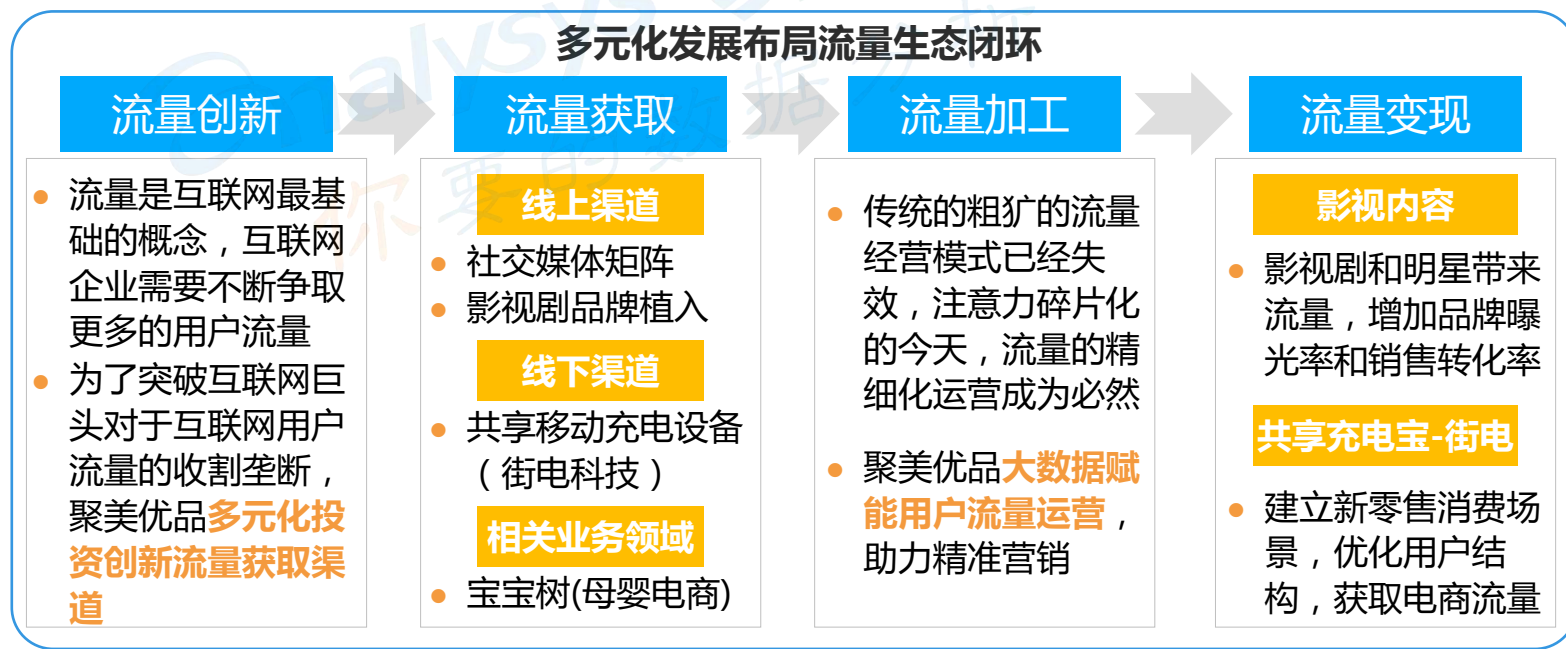 多元化发展布局流量生态闭环
流量创新
流量是互联网最基
础的概念，互联网
企业需要不断争取
更多的用户流量
为了突破互联网巨
头对于互联网用户
流量的收割垄断，
聚美优品多元化投
资创新流量获取渠
道
流量获取
线上渠道
社交媒体矩阵
影视剧品牌植入
线下渠道
共享移动充电设备
（街电科技）
相关业务领域
宝宝树(母婴电商)
流量加工
传统的粗犷的流量
经营模式已经失
效，注意力碎片化
的今天，流量的精
细化运营成为必然
聚美优品大数据赋
能用户流量运营，
助力精准营销
流量变现
影视内容
影视剧和明星带来
流量，增加品牌曝
光率和销售转化率
共享充电宝-街电
建立新零售消费场
景，优化用户结
构，获取电商流量
nalysys
你要的数据分析